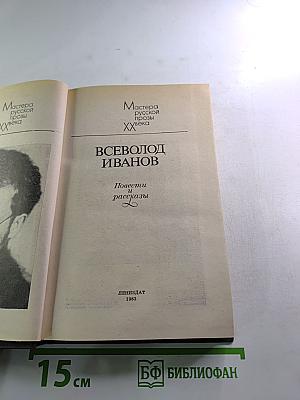 Мастера
русской
прозы
XX века
Мастера
русской
прозы
XX века
ВСЕВОЛОД
ИВАНОВ
Повести
и
рассказы
ЛЕНИЗДАТ
1983
15 см
БФ БИБЛИОФАН